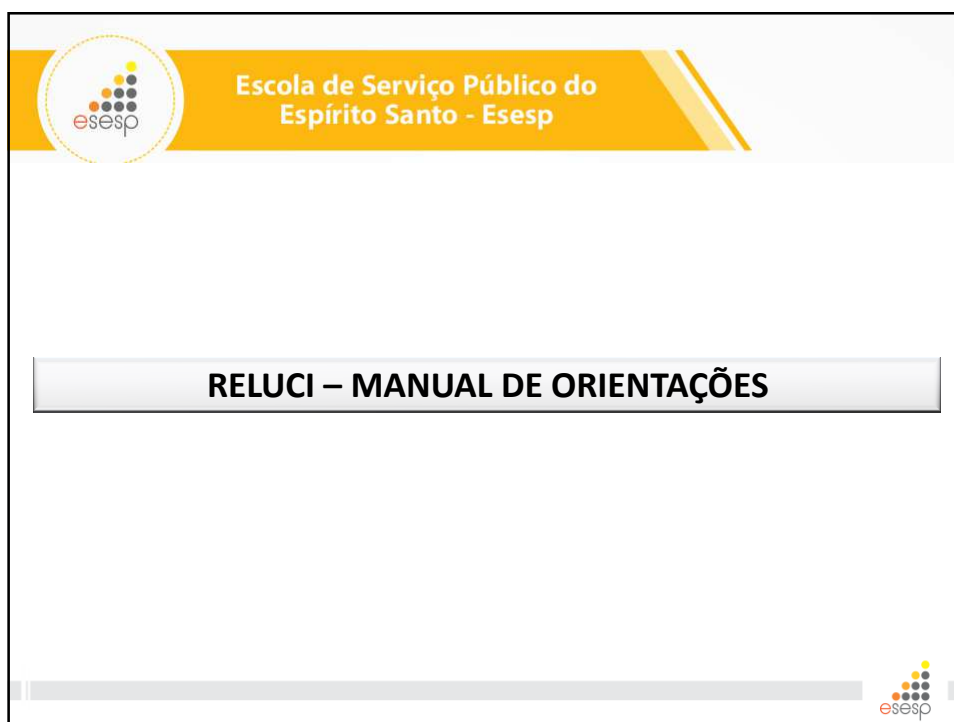 esesp
Escola de Serviço Público do
Espírito Santo - Esesp
RELUCI – MANUAL DE ORIENTAÇÕES
esesp